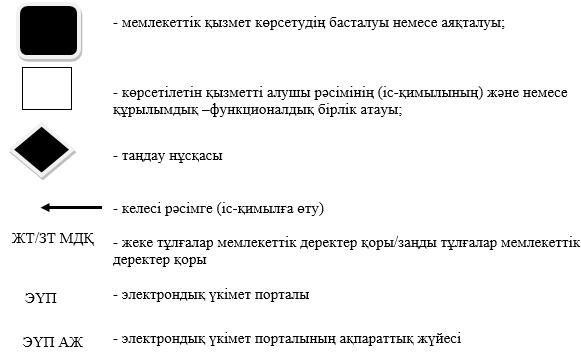 - мемлекеттік қызмет көрсетудің басталуы немесе аяқталуы;
- көрсетілетін қызметті алушы рәсімінің (іс-қимылының) және немесе
құрылымдық –функционалдық бірлік атауы;
- таңдау нұсқасы
- келесі рәсімге (іс-қимылға өту)
ЖТ/ЗТ МДҚ - жеке тұлғалар мемлекеттік деректер қоры/заңды тұлғалар мемлекеттік
деректер қоры
ЭҮП - электрондық үкімет порталы
ЭҮП АЖ - электрондық үкімет порталының ақпараттық жүйесі